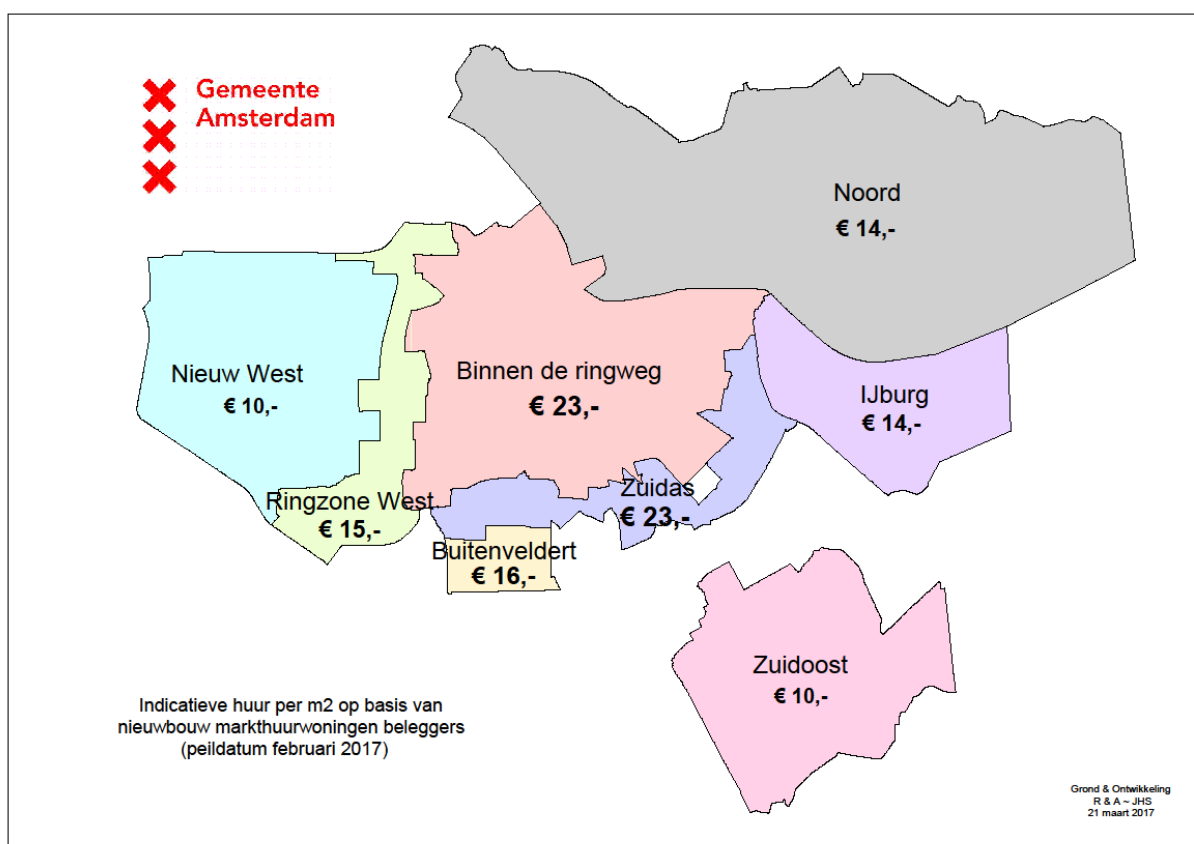 Gemeente
Amsterdam
Noord
€ 14,-
Nieuw West
€ 10,-
Binnen de ringweg
€ 23,-
IJburg
€ 14,-
Ringzone West
€ 15,-
Zuidas
€ 23,-
Buitenveldert
€ 16,-
Zuidoost
€ 10,-
Indicatieve huur per m2 op basis van
nieuwbouw markthuurwoningen beleggers
(peildatum februari 2017)
Grond & Ontwikkeling
R & A ~ JHS
21 maart 2017